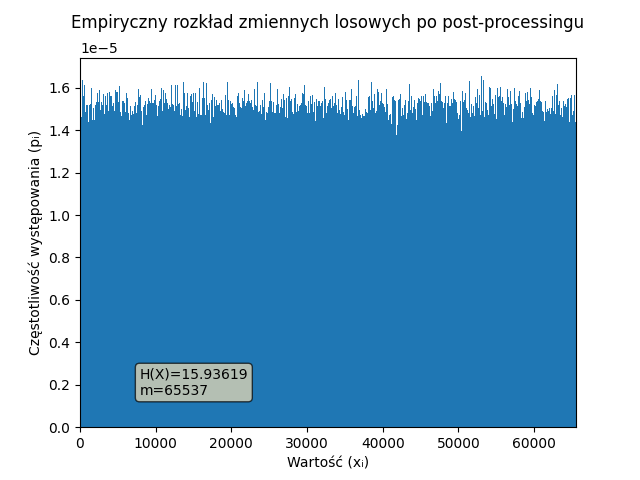 Empiryczny rozkład zmiennych losowych po post-processingu
1e−5
1.6
1.4
1.2
1.0
0.8
0.6
0.4
0.2
0.0
Częstotliwość występowania (pᵢ)
H(X)=15.93619
m=65537
0 10000 20000 30000 40000 50000 60000
Wartość (xᵢ)